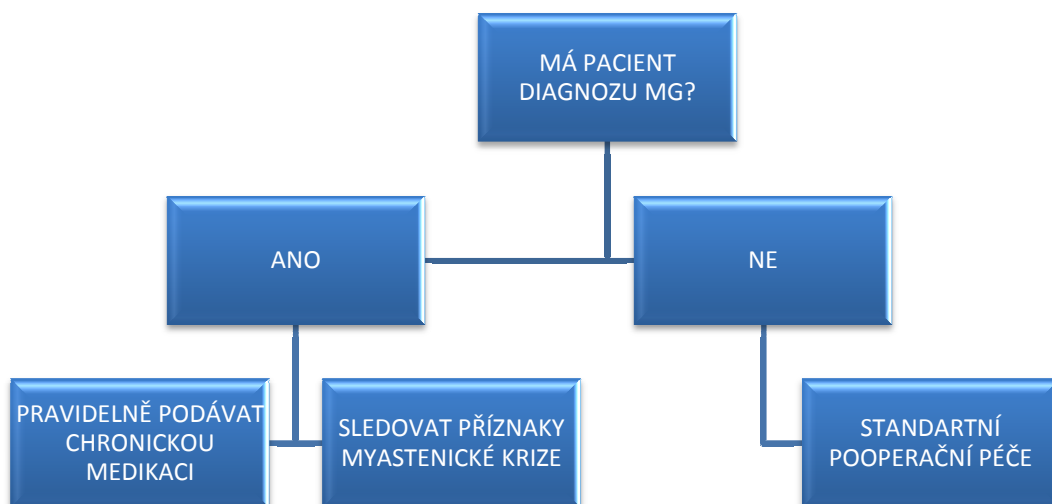 MÁ PACIENT
DIAGNOZU MG?
ANO
NE
PRAVIDELNĚ PODÁVAT
CHRONICKOU
MEDIKACI
SLEDOVAT PŘÍZNAKY
MYASTENICKÉ KRIZE
STANDARTNÍ
POOPERAČNÍ PÉČE